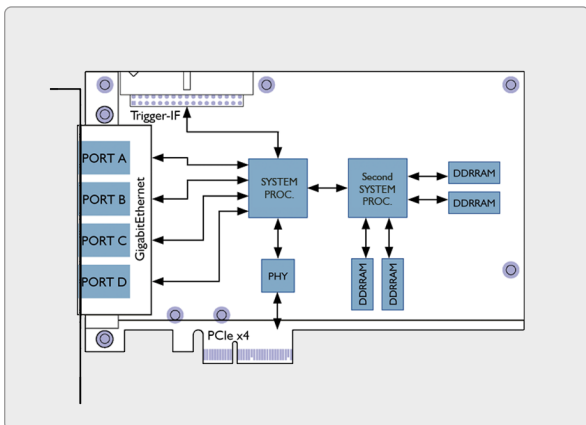 Trigger-IF
PORT A
PORT B
PORT C
PORT D
GigabitEthernet
SYSTEM
PROC.
Second
SYSTEM
PROC.
DDRRAM
DDRRAM
PHY
DDRRAM
DDRRAM
PCIe x4